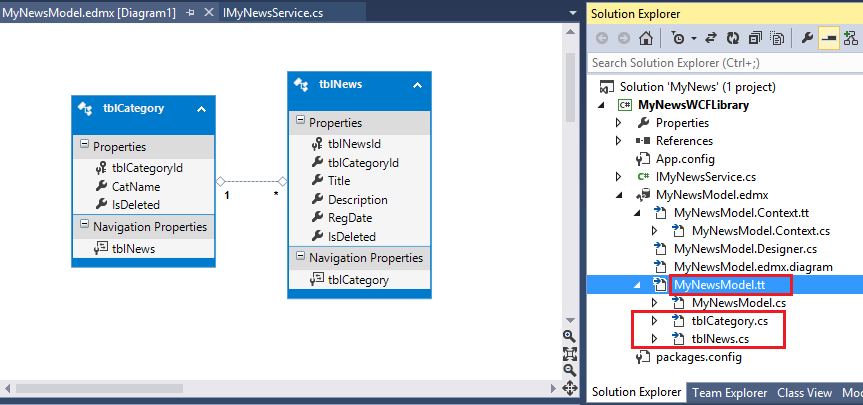 MyNewsModel.edmx [Diagram1]
IMyNewsService.cs
tblCategory
Properties
tblCategoryId
CatName
IsDeleted
Navigation Properties
tblNews
1
*
tblNews
Properties
tblNewsId
tblCategoryId
Title
Description
RegDate
IsDeleted
Navigation Properties
tblCategory
Solution Explorer
Search Solution Explorer (Ctrl+;)
Solution 'MyNews' (1 project)
C# MyNewsWCFLibrary
Properties
References
App.config
C# IMyNewsService.cs
MyNewsModel.edmx
MyNewsModel.Context.tt
MyNewsModel.Context.cs
MyNewsModel.Designer.cs
MyNewsModel.edmx.diagram
MyNewsModel.tt
MyNewsModel.cs
tblCategory.cs
tblNews.cs
packages.config
Solution Explorer Team Explorer Class View Mo